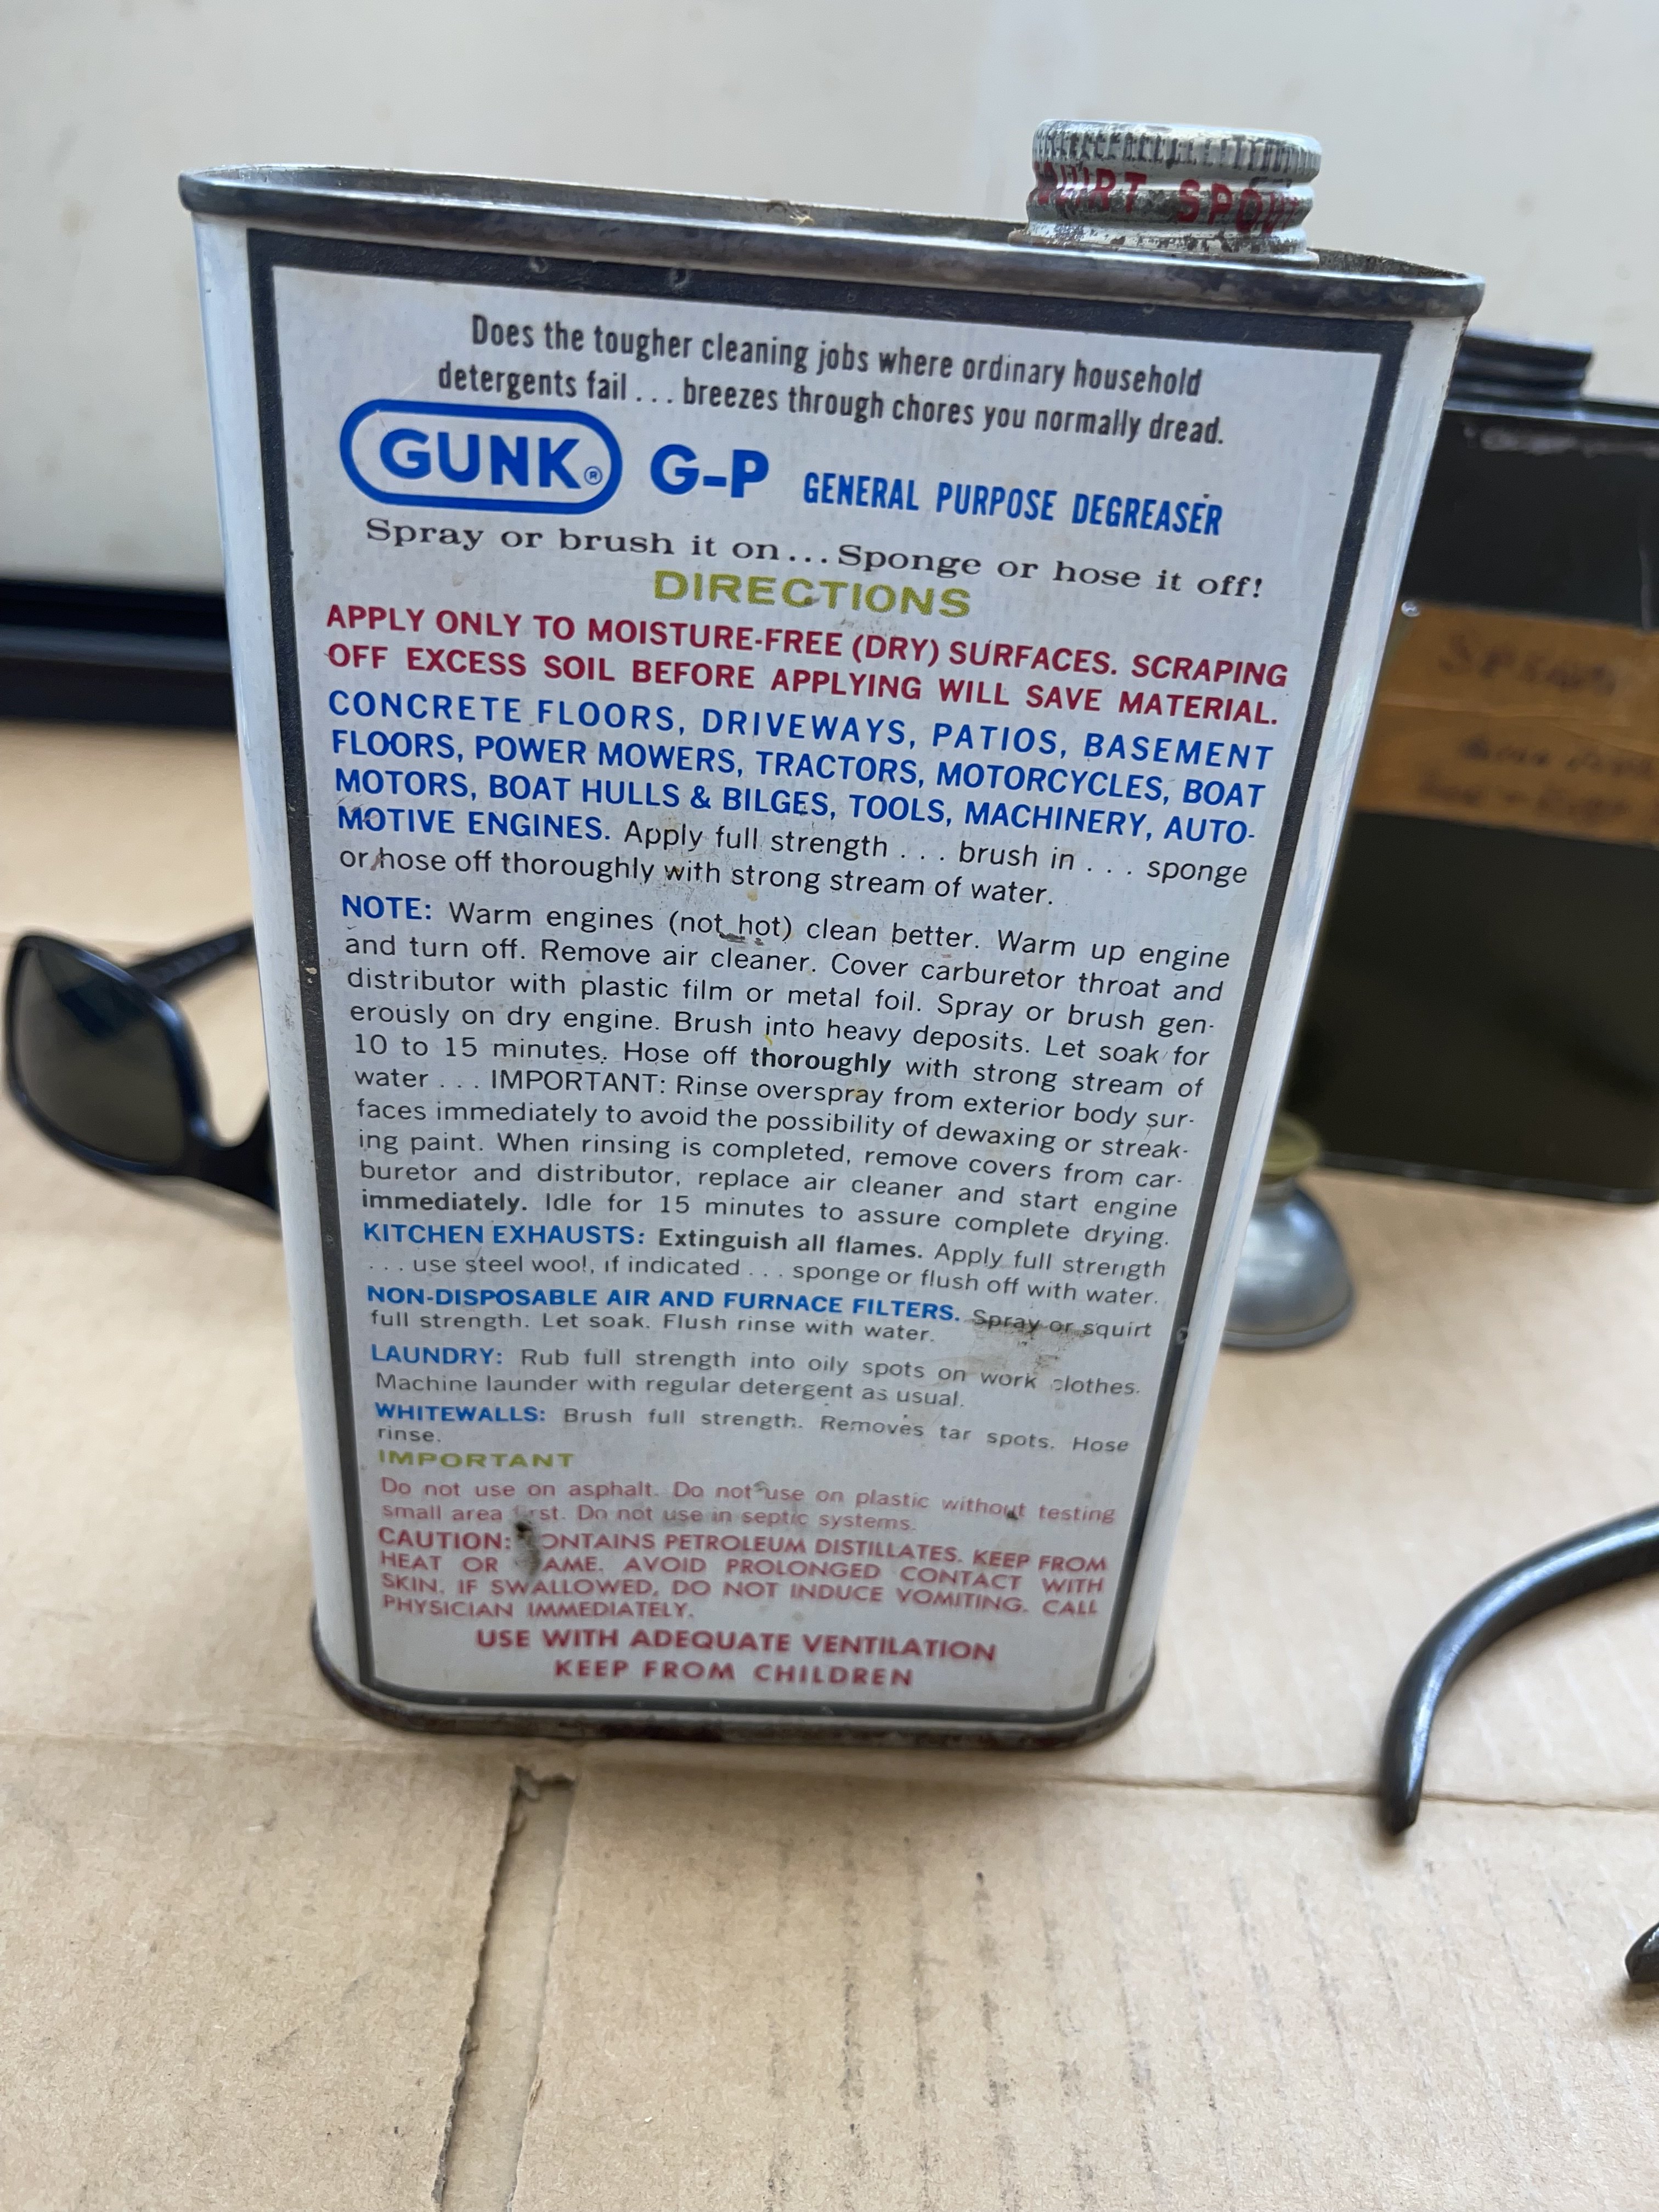 SPOUT
Does the tougher cleaning jobs where ordinary household
detergents fail . . . breezes through chores you normally dread.
GUNK® G-P GENERAL PURPOSE DEGREASER
Spray or brush it on...Sponge or hose it off!
DIRECTIONS
APPLY ONLY TO MOISTURE-FREE (DRY) SURFACES. SCRAPING
OFF EXCESS SOIL BEFORE APPLYING WILL SAVE MATERIAL.
CONCRETE FLOORS, DRIVEWAYS, PATIOS, BASEMENT
FLOORS, POWER MOWERS, TRACTORS, MOTORCYCLES, BOAT
MOTORS, BOAT HULLS & BILGES, TOOLS, MACHINERY, AUTO-
MOTIVE ENGINES. Apply full strength . . . brush in . . . sponge
or hose off thoroughly with strong stream of water.
NOTE: Warm engines (not hot) clean better. Warm up engine
and turn off. Remove air cleaner. Cover carburetor throat and
distributor with plastic film or metal foil. Spray or brush gen-
erously on dry engine. Brush into heavy deposits. Let soak for
10 to 15 minutes. Hose off thoroughly with strong stream of
water . . . IMPORTANT: Rinse overspray from exterior body sur-
faces immediately to avoid the possibility of dewaxing or streak-
ing paint. When rinsing is completed, remove covers from car-
buretor and distributor, replace air cleaner and start engine
immediately. Idle for 15 minutes to assure complete drying.
KITCHEN EXHAUSTS: Extinguish all flames. Apply full strength
. . . use steel wool, if indicated . . . sponge or flush off with water.
NON-DISPOSABLE AIR AND FURNACE FILTERS. Spray or squirt
full strength. Let soak. Flush rinse with water.
LAUNDRY: Rub full strength into oily spots on work clothes.
Machine launder with regular detergent as usual.
WHITEWALLS: Brush full strength. Removes tar spots. Hose
rinse.
IMPORTANT
Do not use on asphalt. Do not use on plastic without testing
small area first. Do not use in septic systems.
CAUTION: CONTAINS PETROLEUM DISTILLATES. KEEP FROM
HEAT OR FLAME. AVOID PROLONGED CONTACT WITH
SKIN. IF SWALLOWED, DO NOT INDUCE VOMITING. CALL
PHYSICIAN IMMEDIATELY.
USE WITH ADEQUATE VENTILATION
KEEP FROM CHILDREN